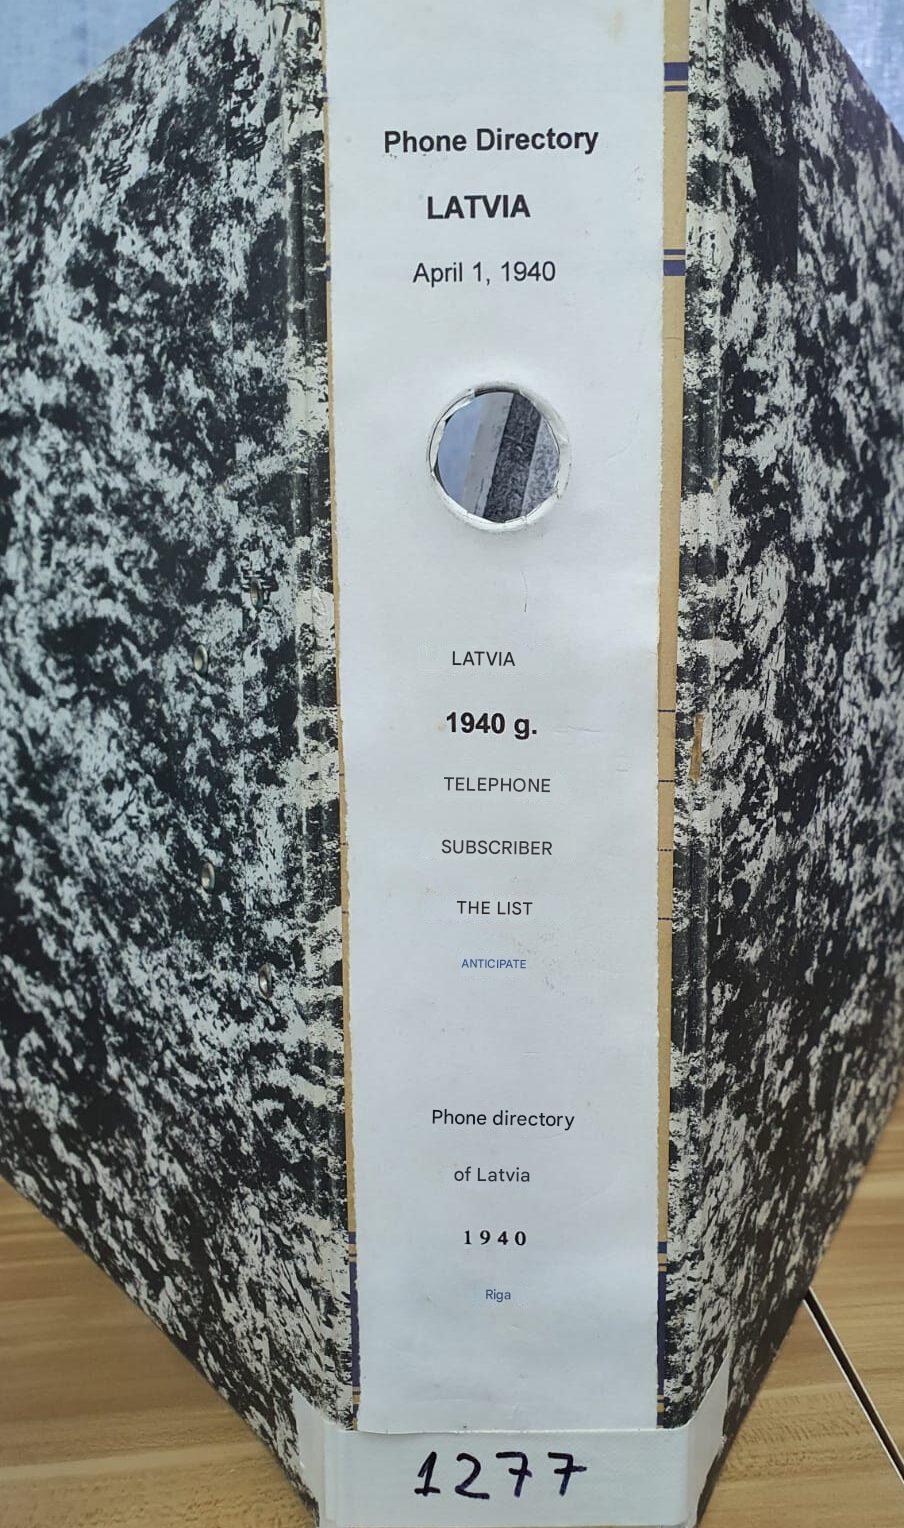 Phone Directory
LATVIA
April 1, 1940
LATVIA
1940 g.
TELEPHONE
SUBSCRIBER
THE LIST
ANTICIPATE
Phone directory
of Latvia
1940
Riga
1277